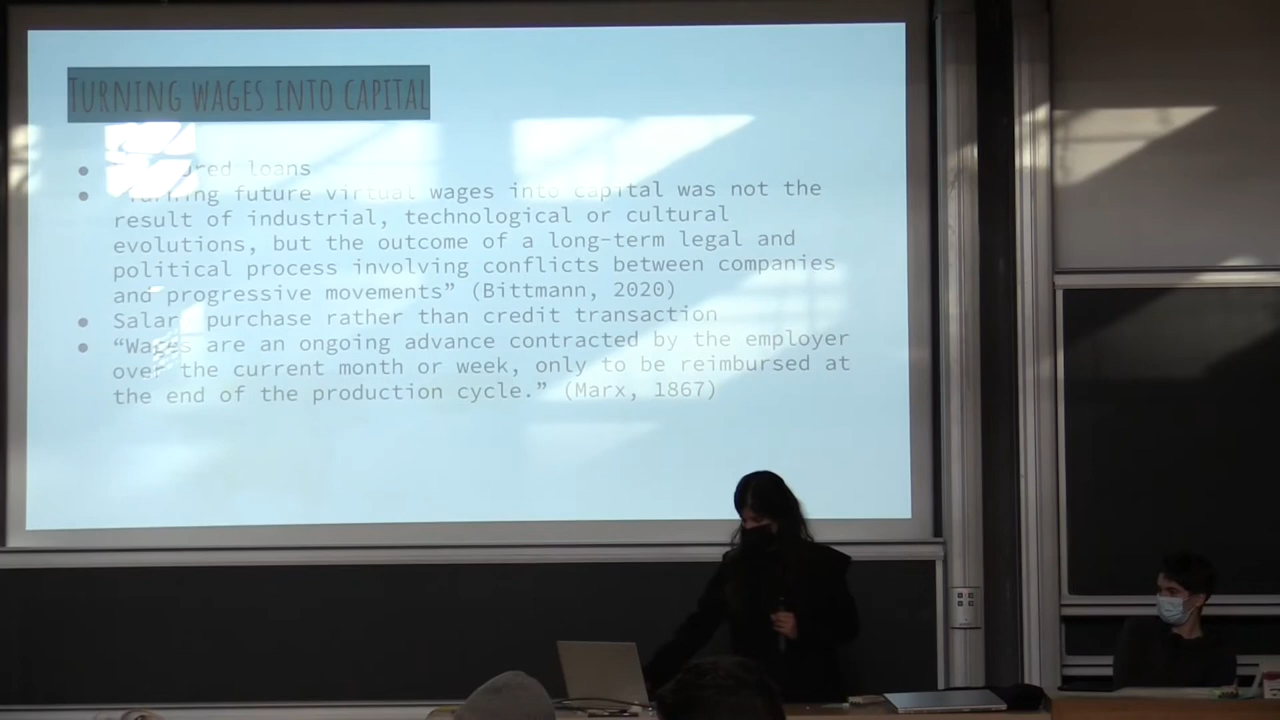 TURNING WAGES INTO CAPITAL
● loans
● future virtual wages into capital was not the
result of industrial, technological or cultural
evolutions, but the outcome of a long-term legal and
political process involving conflicts between companies
and progressive movements” (Bittmann, 2020)
● Salary purchase rather than credit transaction
● “Wages are an ongoing advance contracted by the employer
over the current month or week, only to be reimbursed at
the end of the production cycle.” (Marx, 1867)